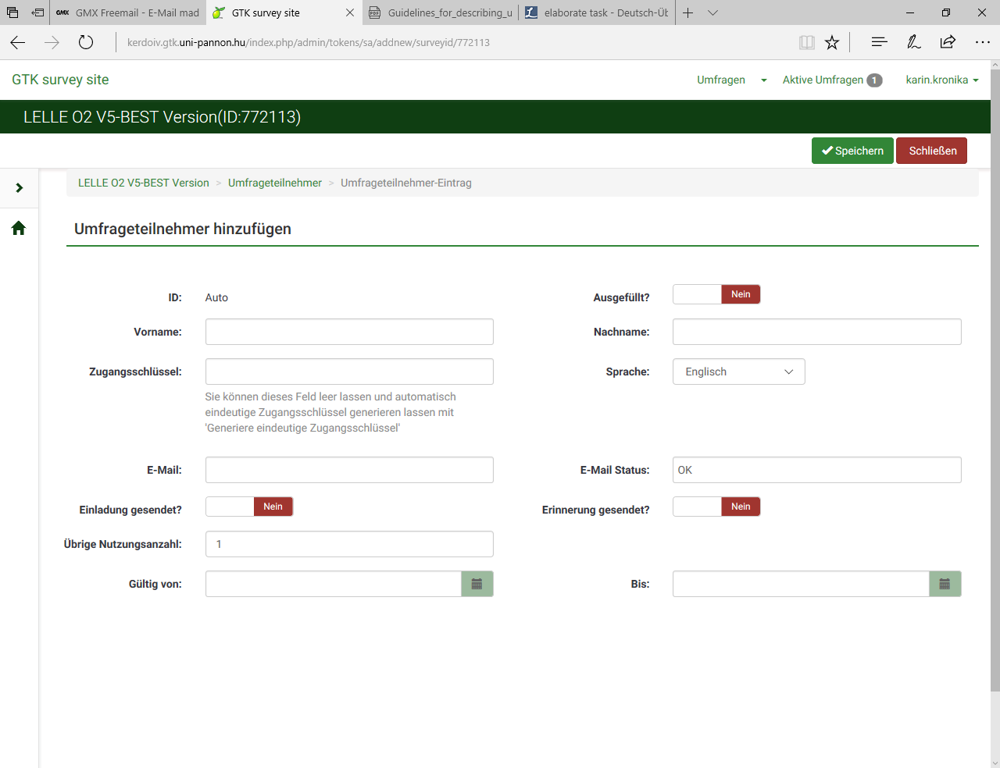 GMX GMX Freemail - E-Mail mad
GTK survey site
PDF Guidelines_for_describing_u
elaborate task - Deutsch-Üb
kerdoiv.gtk.uni-pannon.hu/index.php/admin/tokens/sa/addnew/surveyid/772113
GTK survey site
Umfragen
Aktive Umfragen 1
karin.kronika
LELLE O2 V5-BEST Version(ID:772113)
Speichern
Schließen
LELLE O2 V5-BEST Version > Umfrageteilnehmer > Umfrageteilnehmer-Eintrag
Umfrageteilnehmer hinzufügen
ID: Auto
Ausgefüllt? Nein
Vorname:
Nachname:
Zugangsschlüssel:
Sprache: Englisch
Sie können dieses Feld leer lassen und automatisch
eindeutige Zugangsschlüssel generieren lassen mit
'Generiere eindeutige Zugangsschlüssel'
E-Mail:
E-Mail Status: OK
Einladung gesendet? Nein
Erinnerung gesendet? Nein
Übrige Nutzungsanzahl: 1
Gültig von:
Bis: